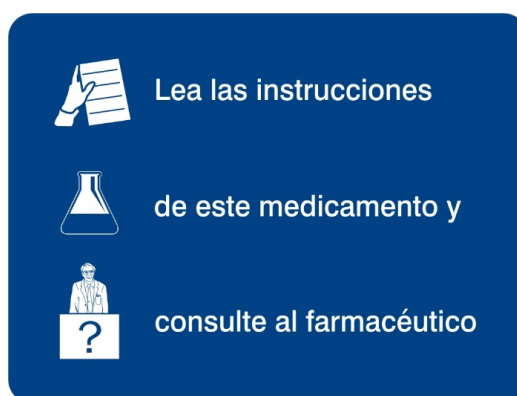 Lea las instrucciones
de este medicamento y
?
consulte al farmacéutico